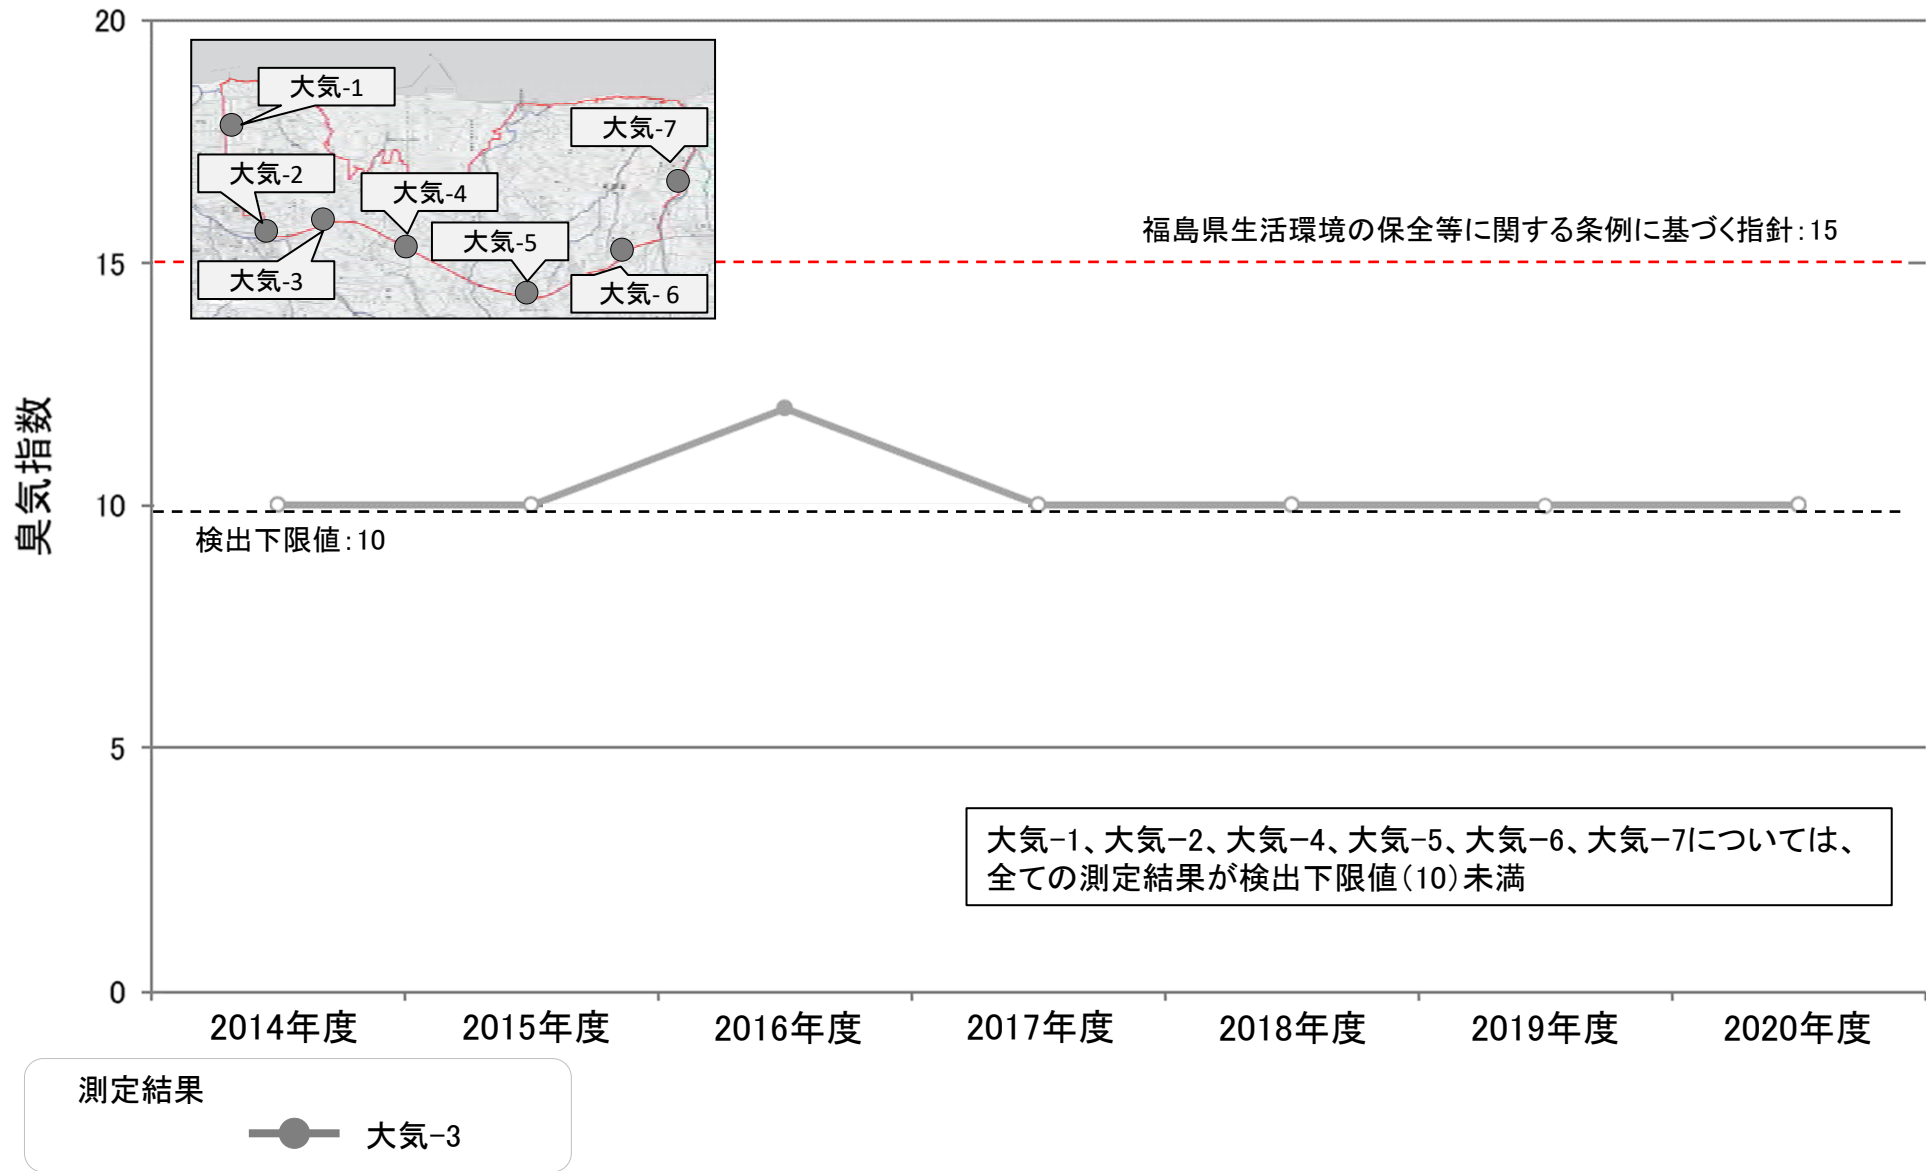 20
大気-1
大気-7
大気-2
大気-4
大気-5
大気-3
大気- 6
福島県生活環境の保全等に関する条例に基づく指針：15
15
臭気指数
10
検出下限値：10
5
大気−1、大気−2、大気−4、大気−5、大気−6、大気−7については、
全ての測定結果が検出下限値（10）未満
0
2014年度 2015年度 2016年度 2017年度 2018年度 2019年度 2020年度
測定結果
大気−3